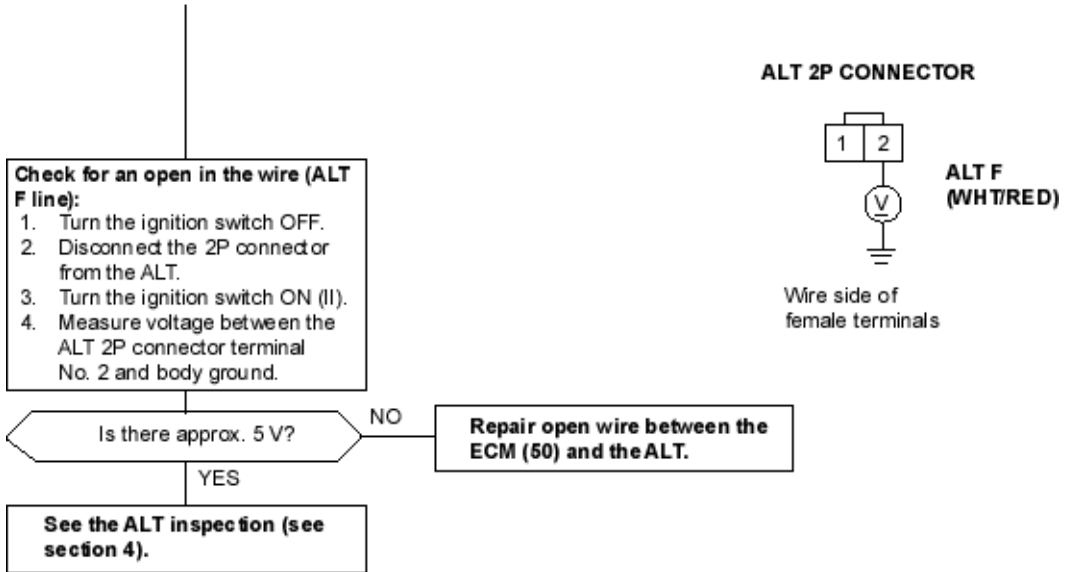 Check for an open in the wire (ALT
F line):
1. Turn the ignition switch OFF.
2. Disconnect the 2P connector
from the ALT.
3. Turn the ignition switch ON (II).
4. Measure voltage between the
ALT 2P connector terminal
No. 2 and body ground.
Is there approx. 5 V?
NO
Repair open wire between the
ECM (50) and the ALT.
YES
See the ALT inspection (see
section 4).
ALT 2P CONNECTOR
1 2
ALT F
(WHT/RED)
V
Wire side of
female terminals